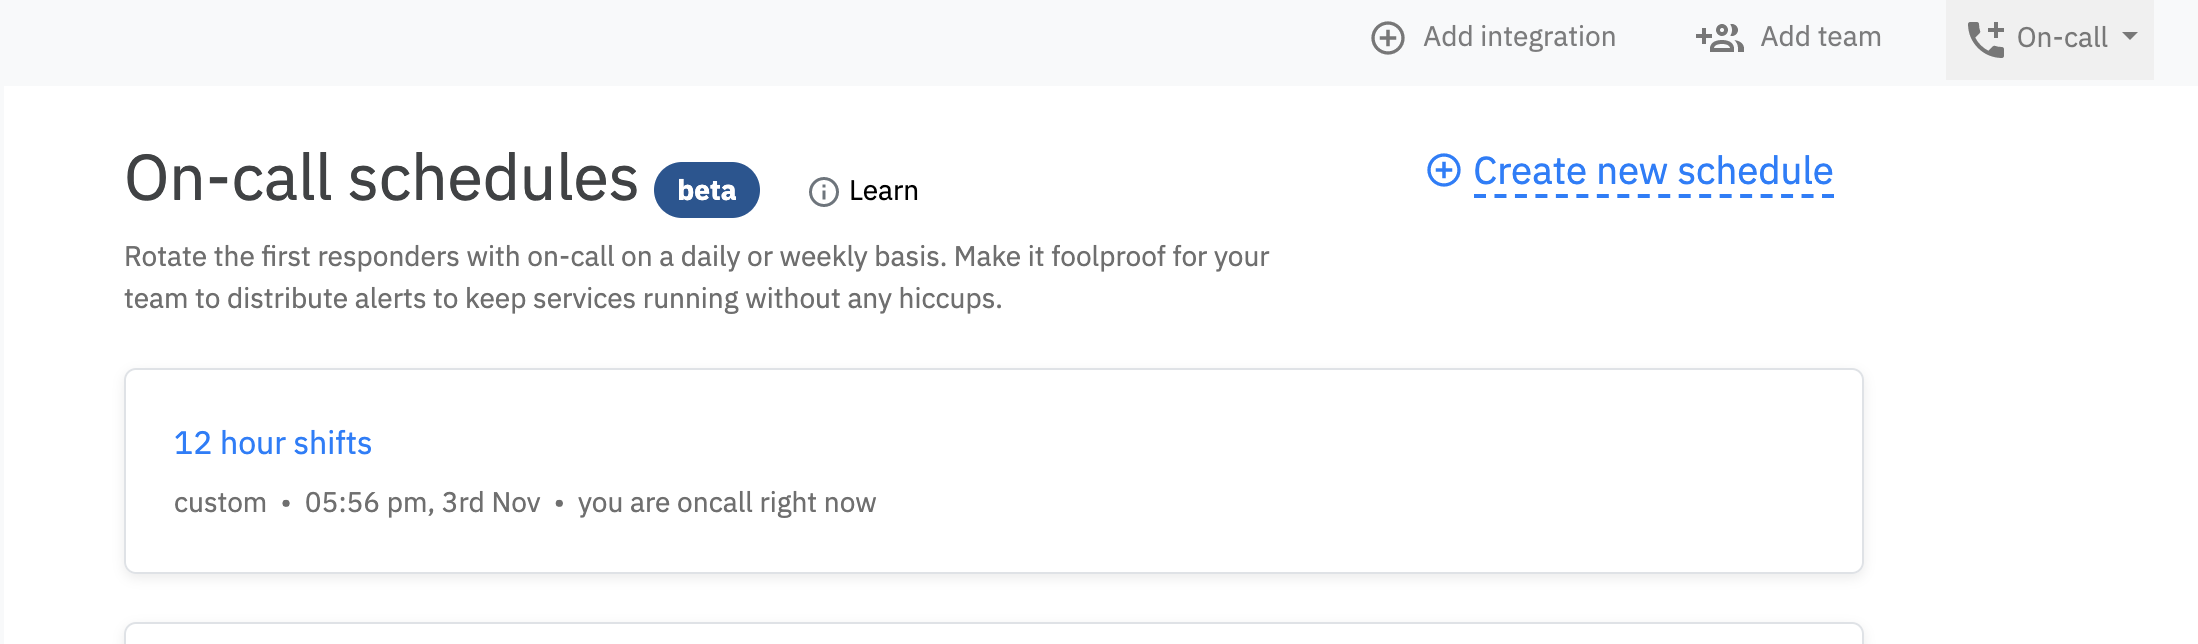 Add integration
Add team
On-call
On-call schedules beta Learn
Create new schedule
Rotate the first responders with on-call on a daily or weekly basis. Make it foolproof for your
team to distribute alerts to keep services running without any hiccups.
12 hour shifts
custom • 05:56 pm, 3rd Nov • you are oncall right now